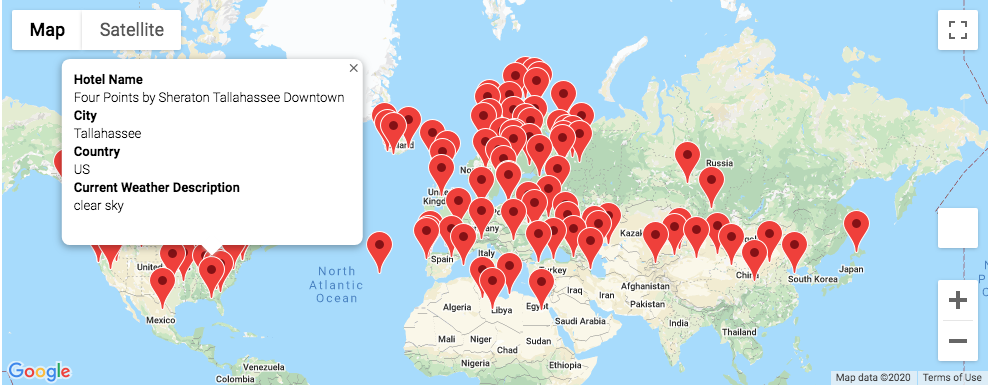 Map
Satellite
Hotel Name
Four Points by Sheraton Tallahassee Downtown
City
Tallahassee
Country
US
Current Weather Description
clear sky
Russia
Spain
Italy
Turkey
China
South Korea
Japan
North
Atlantic
Ocean
Iraq
Iran
Afghanistan
Pakistan
Algeria
Libya
Egypt
Saudi Arabia
India
Thailand
Mexico
Mali
Niger
Chad
Sudan
Nigeria
Ethiopia
Venezuela
Colombia
Google
Map data ©2020
Terms of Use